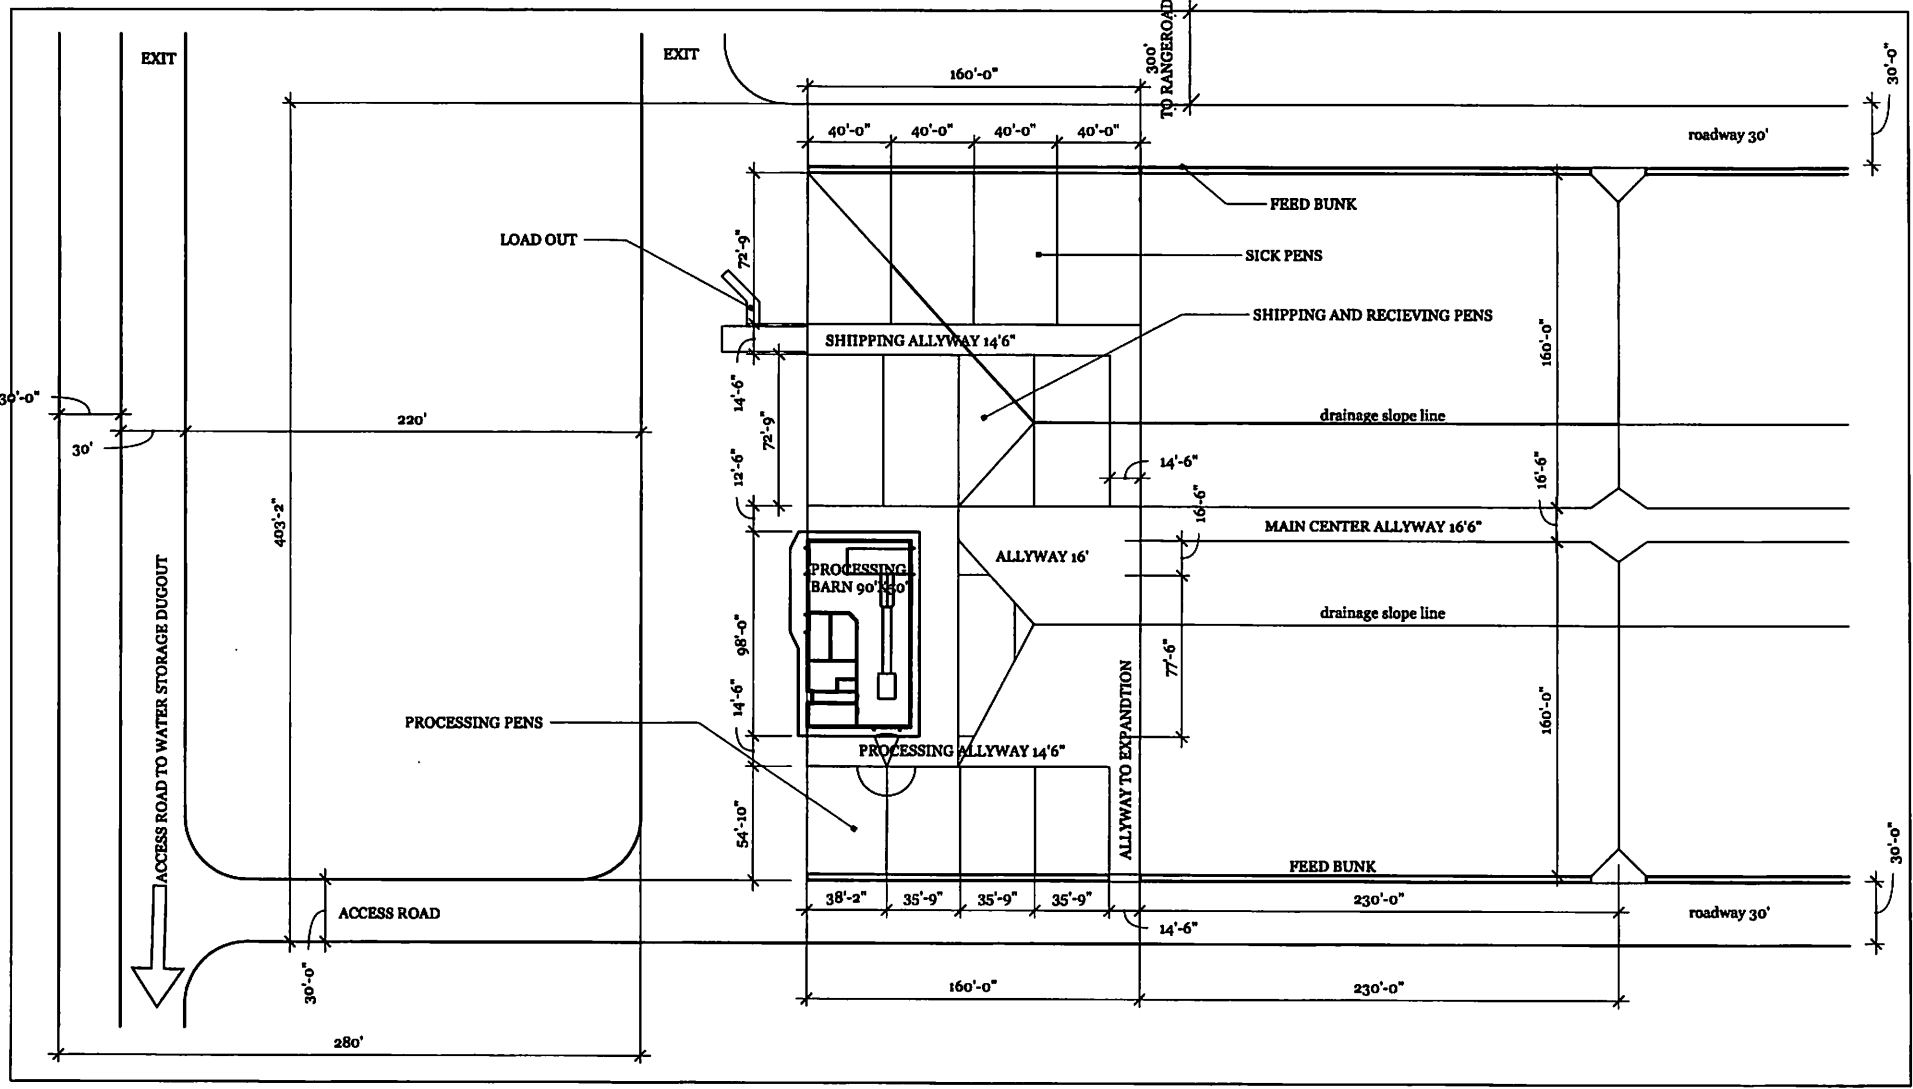 EXIT
EXIT
300'
TO RANGEROAD
30'-0"
160'-0"
40'-0"
40'-0"
40'-0"
40'-0"
roadway 30'
FEED BUNK
LOAD OUT
72'-9"
SICK PENS
SHIPPING AND RECIEVING PENS
SHIIPPING ALLYWAY 14'6"
160'-0"
14'-6"
30'-0"
30'
220'
72'-9"
drainage slope line
12'-6"
14'-6"
16'-6"
16'-6"
403'-2"
MAIN CENTER ALLYWAY 16'6"
ALLYWAY 16'
PROCESSING
BARN 90'X50'
drainage slope line
98'-0"
77'-6"
ACCESS ROAD TO WATER STORAGE DUGOUT
14'-6"
160'-0"
PROCESSING PENS
PROCESSING ALLYWAY 14'6"
ALLYWAY TO EXPANDTION
54'-10"
FEED BUNK
30'-0"
38'-2"
35'-9"
35'-9"
35'-9"
230'-0"
ACCESS ROAD
roadway 30'
14'-6"
30'-0"
160'-0"
230'-0"
280'